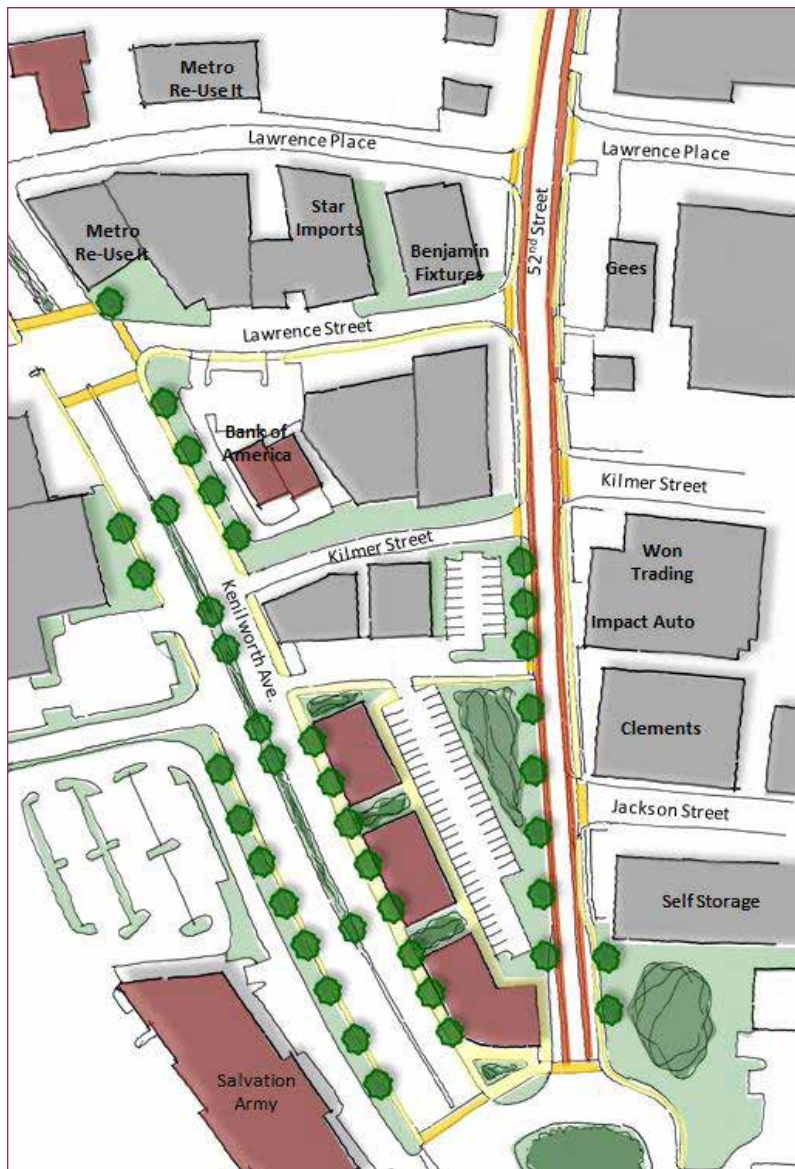 Metro
Re-Use It
Lawrence Place
Lawrence Place
Metro
Re-Use It
Star
Imports
Benjamin
Fixtures
52nd Street
Gees
Lawrence Street
Bank of
America
Kilmer Street
Kilmer Street
Won
Trading
Impact Auto
Kenilworth Ave.
Clements
Jackson Street
Self Storage
Salvation
Army